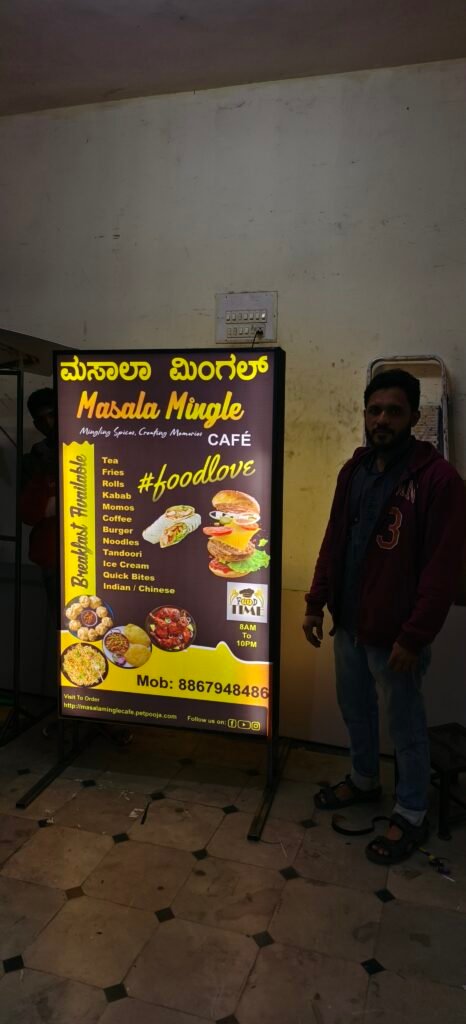 ಮಸಾಲಾ ಮಿಂಗಲ್
Masala Mingle
Mingling Spices, Creating Memories
CAFÉ
#foodlove
Breakfast Available
Tea
Fries
Rolls
Kabab
Momos
Coffee
Burger
Noodles
Tandoori
Ice Cream
Quick Bites
Indian / Chinese
FOOD
TIME
8AM
To
10PM
Mob: 8867948486
Visit To Order
http://masalaminglecafe.petpooja.com
Follow us on:
3